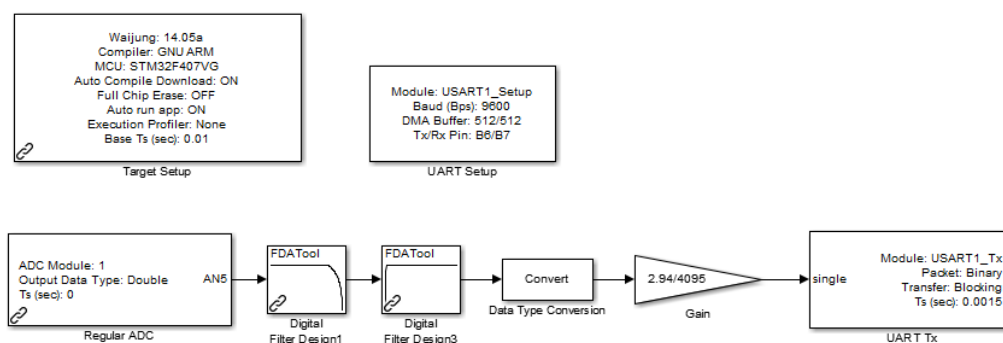 Waijung: 14.05a
Compiler: GNU ARM
MCU: STM32F407VG
Auto Compile Download: ON
Full Chip Erase: OFF
Auto run app: ON
Execution Profiler: None
Base Ts (sec): 0.01
Target Setup
Module: USART1_Setup
Baud (Bps): 9600
DMA Buffer: 512/512
Tx/Rx Pin: B6/B7
UART Setup
ADC Module: 1
Output Data Type: Double
Ts (sec): 0
AN5
Regular ADC
FDATool
Digital
Filter Design1
FDATool
Digital
Filter Design3
Convert
Data Type Conversion
2.94/4095
Gain
single
Module: USART1_Tx
Packet: Binary
Transfer: Blocking
Ts (sec): 0.0015
UART Tx